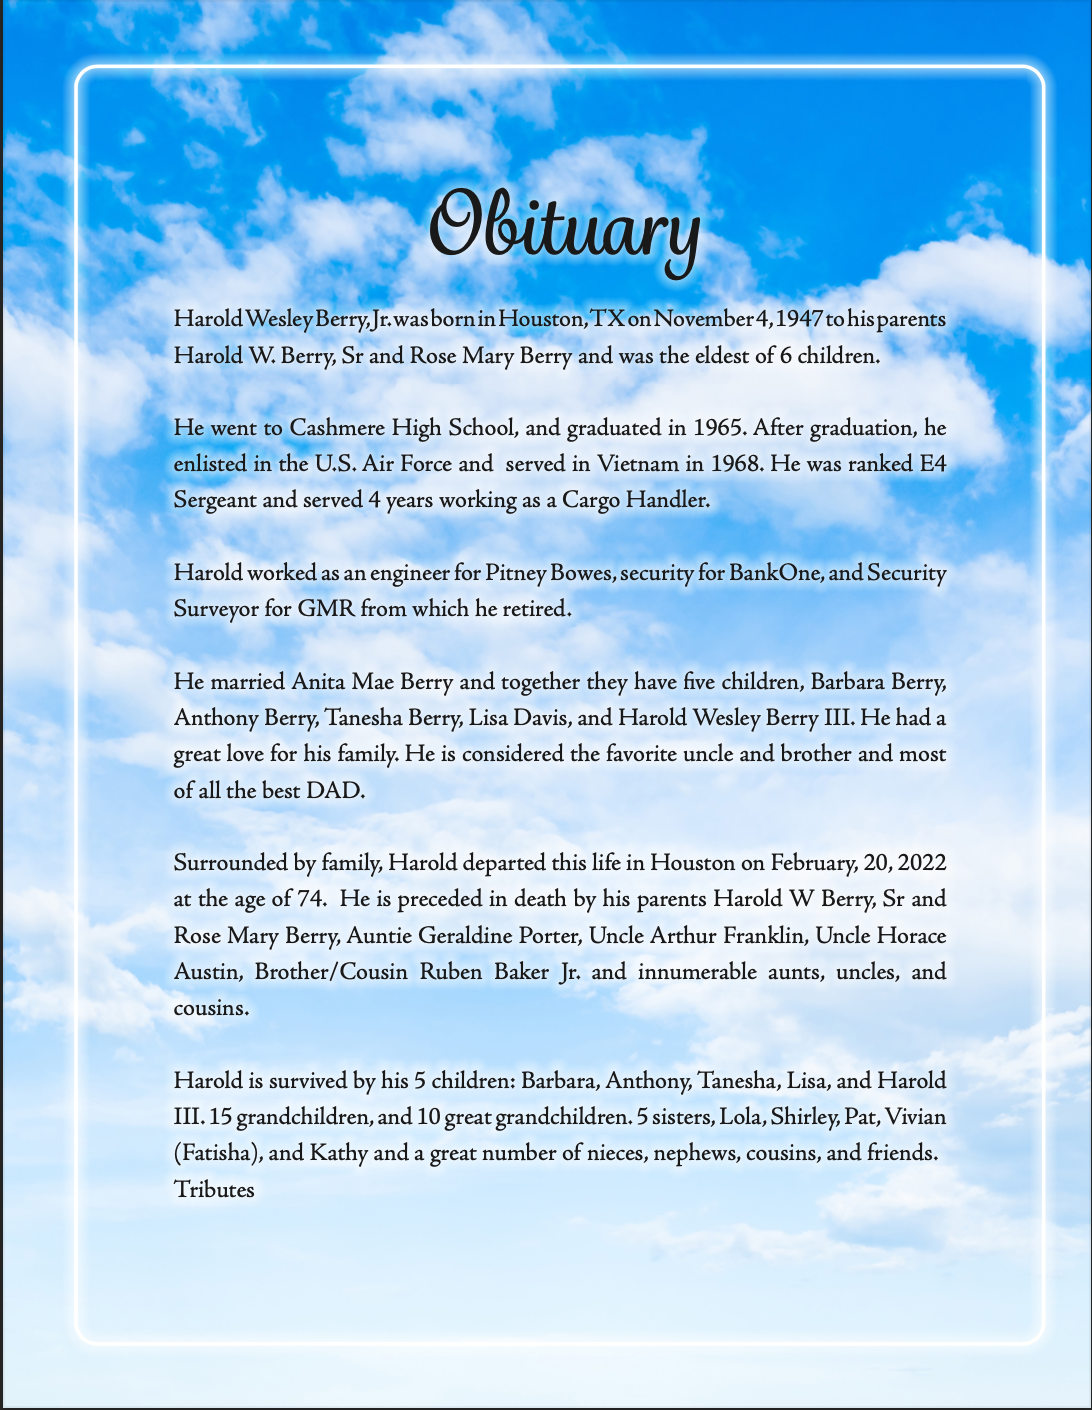 Obituary
Harold Wesley Berry, Jr. was born in Houston, TX on November 4, 1947 to his parents
Harold W. Berry, Sr and Rose Mary Berry and was the eldest of 6 children.
He went to Cashmere High School, and graduated in 1965. After graduation, he
enlisted in the U.S. Air Force and  served in Vietnam in 1968. He was ranked E4
Sergeant and served 4 years working as a Cargo Handler.
Harold worked as an engineer for Pitney Bowes, security for BankOne, and Security
Surveyor for GMR from which he retired.
He married Anita Mae Berry and together they have five children, Barbara Berry,
Anthony Berry, Tanesha Berry, Lisa Davis, and Harold Wesley Berry III. He had a
great love for his family. He is considered the favorite uncle and brother and most
of all the best DAD.
Surrounded by family, Harold departed this life in Houston on February, 20, 2022
at the age of 74.  He is preceded in death by his parents Harold W Berry, Sr and
Rose Mary Berry, Auntie Geraldine Porter, Uncle Arthur Franklin, Uncle Horace
Austin, Brother/Cousin Ruben Baker Jr. and innumerable aunts, uncles, and
cousins.
Harold is survived by his 5 children: Barbara, Anthony, Tanesha, Lisa, and Harold
III. 15 grandchildren, and 10 great grandchildren. 5 sisters, Lola, Shirley, Pat, Vivian
(Fatisha), and Kathy and a great number of nieces, nephews, cousins, and friends.
Tributes